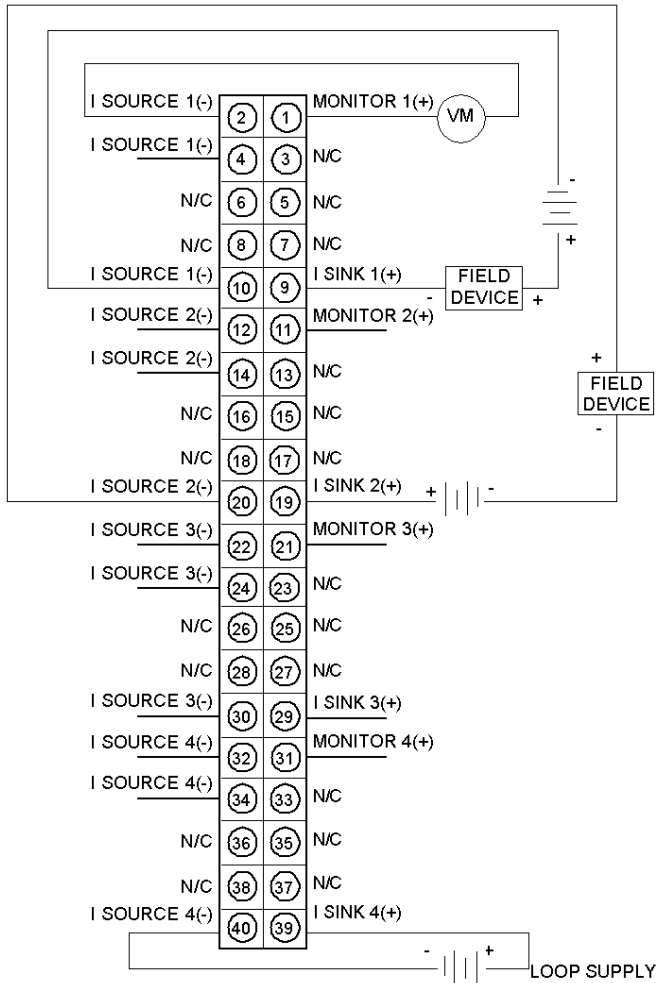 I SOURCE 1(-) 2 1 MONITOR 1(+) VM
I SOURCE 1(-) 4 3 N/C
N/C 6 5 N/C
-
N/C 8 7 N/C
+
I SOURCE 1(-) 10 9 I SINK 1(+)
- FIELD DEVICE +
I SOURCE 2(-) 12 11 MONITOR 2(+)
I SOURCE 2(-) 14 13 N/C
+
FIELD
DEVICE
-
N/C 16 15 N/C
N/C 18 17 N/C
I SOURCE 2(-) 20 19 I SINK 2(+) + -
I SOURCE 3(-) 22 21 MONITOR 3(+)
I SOURCE 3(-) 24 23 N/C
N/C 26 25 N/C
N/C 28 27 N/C
I SOURCE 3(-) 30 29 I SINK 3(+)
I SOURCE 4(-) 32 31 MONITOR 4(+)
I SOURCE 4(-) 34 33 N/C
N/C 36 35 N/C
N/C 38 37 N/C
I SOURCE 4(-) 40 39 I SINK 4(+)
- + LOOP SUPPLY